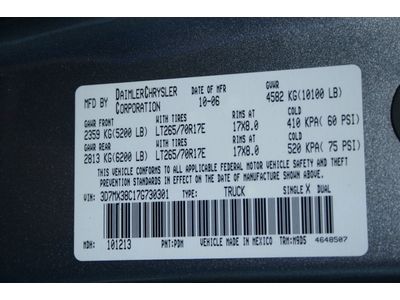 MFD BY DAIMLERCHRYSLER CORPORATION DATE OF MFR 10-06 GVWR 4582 KG(10100 LB)
GAWR FRONT WITH TIRES RIMS AT COLD
2359 KG(5200 LB) LT265/70R17E 17X8.0 410 KPA( 60 PSI)
GAWR REAR WITH TIRES RIMS AT COLD
2813 KG(6200 LB) LT265/70R17E 17X8.0 520 KPA( 75 PSI)
THIS VEHICLE CONFORMS TO ALL APPLICABLE FEDERAL MOTOR VEHICLE SAFETY AND THEFT
PREVENTION STANDARDS IN EFFECT ON THE DATE OF MANUFACTURE SHOWN ABOVE.
VIN: 3D7MX38C17G730301 TYPE: TRUCK SINGLE X DUAL
MDH: 101213 PNT:PDM VEHICLE MADE IN MEXICO TRM:M9DS 4648507